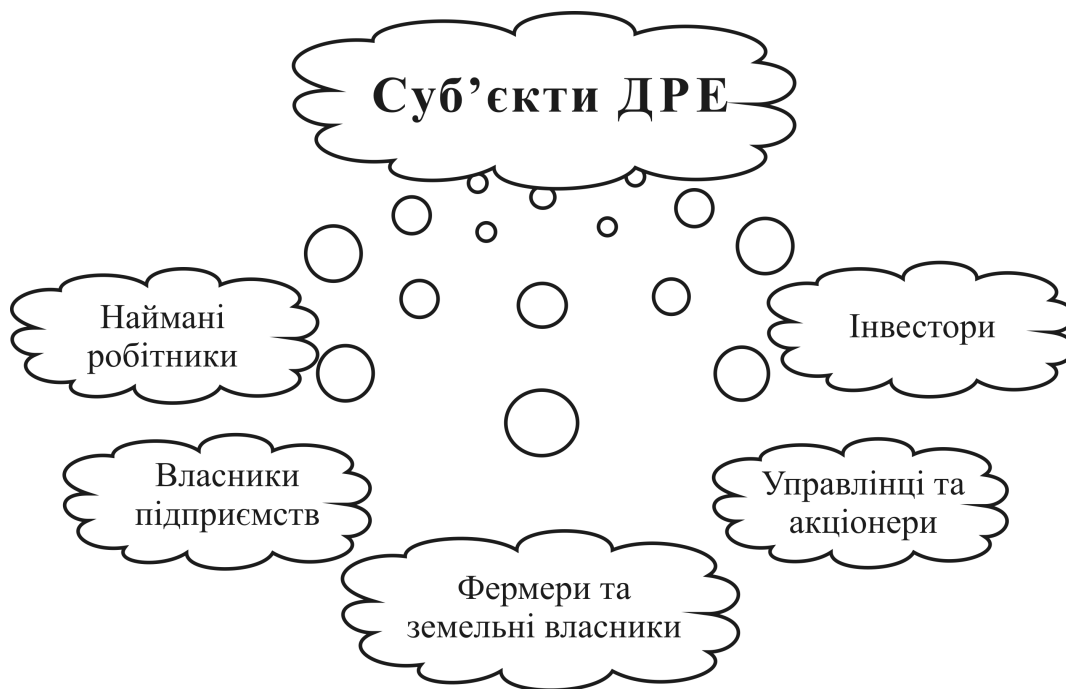 Суб’єкти ДРЕ
Наймані
робітники
Інвестори
Власники
підприємств
Управлінці та
акціонери
Фермери та
земельні власники